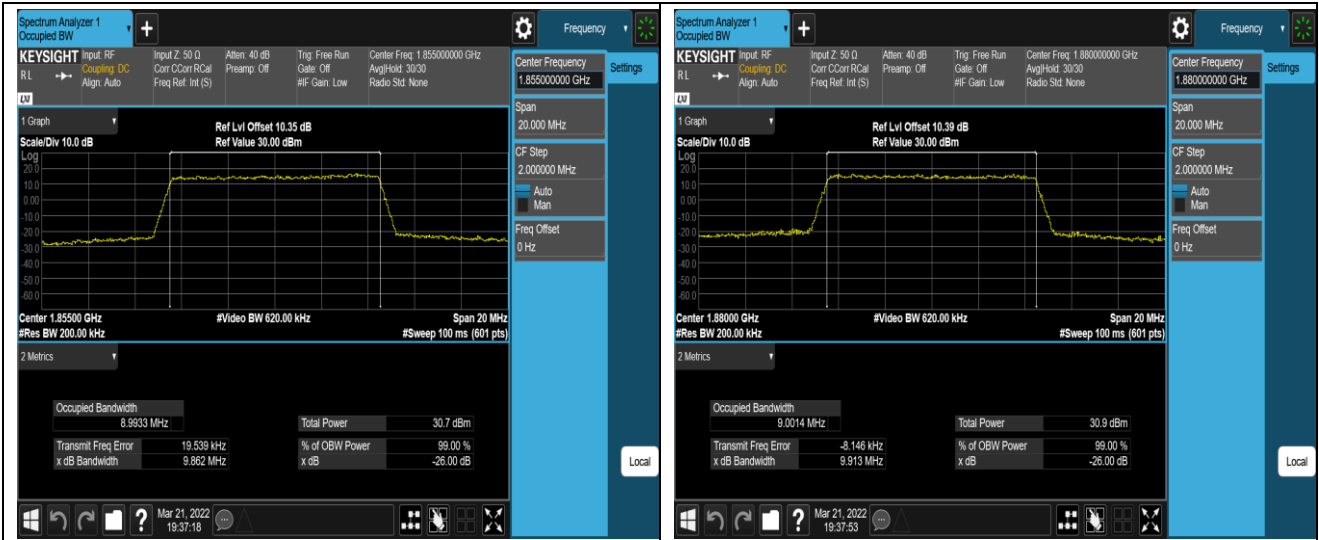 Spectrum Analyzer 1
Occupied BW
+
Frequency
KEYSIGHT Input: RF
Coupling: DC
Align: Auto
RL
LXI
Input Z: 50 Ω
Corr CCorr RCal
Freq Ref: Int (S)
Atten: 40 dB
Preamp: Off
Trig: Free Run
Gate: Off
#IF Gain: Low
Center Freq: 1.855000000 GHz
Avg|Hold: 30/30
Radio Std: None
Center Frequency
1.855000000 GHz
Settings
Span
20.000 MHz
CF Step
2.000000 MHz
Auto
Man
Freq Offset
0 Hz
Local
1 Graph
Scale/Div 10.0 dB
Ref Lvl Offset 10.35 dB
Ref Value 30.00 dBm
Log
20.0
10.0
0.00
-10.0
-20.0
-30.0
-40.0
-50.0
-60.0
Center 1.85500 GHz
#Video BW 620.00 kHz
Span 20 MHz
#Res BW 200.00 kHz
#Sweep 100 ms (601 pts)
2 Metrics
Occupied Bandwidth
8.9933 MHz
Total Power 30.7 dBm
Transmit Freq Error 19.539 kHz
% of OBW Power 99.00 %
x dB Bandwidth 9.862 MHz
x dB -26.00 dB
?
Mar 21, 2022
19:37:18
Spectrum Analyzer 1
Occupied BW
+
Frequency
KEYSIGHT Input: RF
Coupling: DC
Align: Auto
RL
LXI
Input Z: 50 Ω
Corr CCorr RCal
Freq Ref: Int (S)
Atten: 40 dB
Preamp: Off
Trig: Free Run
Gate: Off
#IF Gain: Low
Center Freq: 1.880000000 GHz
Avg|Hold: 30/30
Radio Std: None
Center Frequency
1.880000000 GHz
Settings
Span
20.000 MHz
CF Step
2.000000 MHz
Auto
Man
Freq Offset
0 Hz
Local
1 Graph
Scale/Div 10.0 dB
Ref Lvl Offset 10.39 dB
Ref Value 30.00 dBm
Log
20.0
10.0
0.00
-10.0
-20.0
-30.0
-40.0
-50.0
-60.0
Center 1.88000 GHz
#Video BW 620.00 kHz
Span 20 MHz
#Res BW 200.00 kHz
#Sweep 100 ms (601 pts)
2 Metrics
Occupied Bandwidth
9.0014 MHz
Total Power 30.9 dBm
Transmit Freq Error -8.146 kHz
% of OBW Power 99.00 %
x dB Bandwidth 9.913 MHz
x dB -26.00 dB
?
Mar 21, 2022
19:37:53